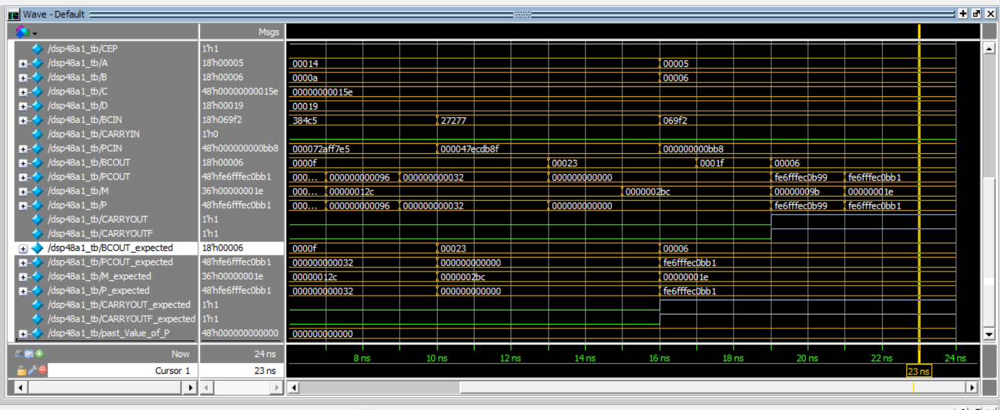 Wave - Default
Msgs
/dsp48a1_tb/CEP 1'h1
/dsp48a1_tb/A 18'h00005 00014 00005
/dsp48a1_tb/B 18'h00006 0000a 00006
/dsp48a1_tb/C 48'h00000000015e 00000000015e
/dsp48a1_tb/D 18'h00019 00019
/dsp48a1_tb/BCIN 18'h069f2 384c5 27277 069f2
/dsp48a1_tb/CARRYIN 1'h0
/dsp48a1_tb/PCIN 48'h000000000bb8 000072aff7e5 000047ecdb8f 000000000bb8
/dsp48a1_tb/BCOUT 18'h00006 0000f 00023 0001f 00006
/dsp48a1_tb/PCOUT 48'hfe6fffec0bb1 000... 000000000096 000000000032 000000000000 fe6fffec0b99 fe6fffec0bb1
/dsp48a1_tb/M 36'h00000001e 000... 00000012c 0000002bc 00000009b 00000001e
/dsp48a1_tb/P 48'hfe6fffec0bb1 000... 000000000096 000000000032 000000000000 fe6fffec0b99 fe6fffec0bb1
/dsp48a1_tb/CARRYOUT 1'h1
/dsp48a1_tb/CARRYOUTF 1'h1
/dsp48a1_tb/BCOUT_expected 18'h00006 0000f 00023 00006
/dsp48a1_tb/PCOUT_expected 48'hfe6fffec0bb1 000000000032 000000000000 fe6fffec0bb1
/dsp48a1_tb/M_expected 36'h00000001e 00000012c 0000002bc 00000001e
/dsp48a1_tb/P_expected 48'hfe6fffec0bb1 000000000032 000000000000 fe6fffec0bb1
/dsp48a1_tb/CARRYOUT_expected 1'h1
/dsp48a1_tb/CARRYOUTF_expected 1'h1
/dsp48a1_tb/past_Value_of_P 48'h000000000000 000000000000
Now 24 ns 8 ns 10 ns 12 ns 14 ns 16 ns 18 ns 20 ns 22 ns 24 ns
Cursor 1 23 ns 23 ns